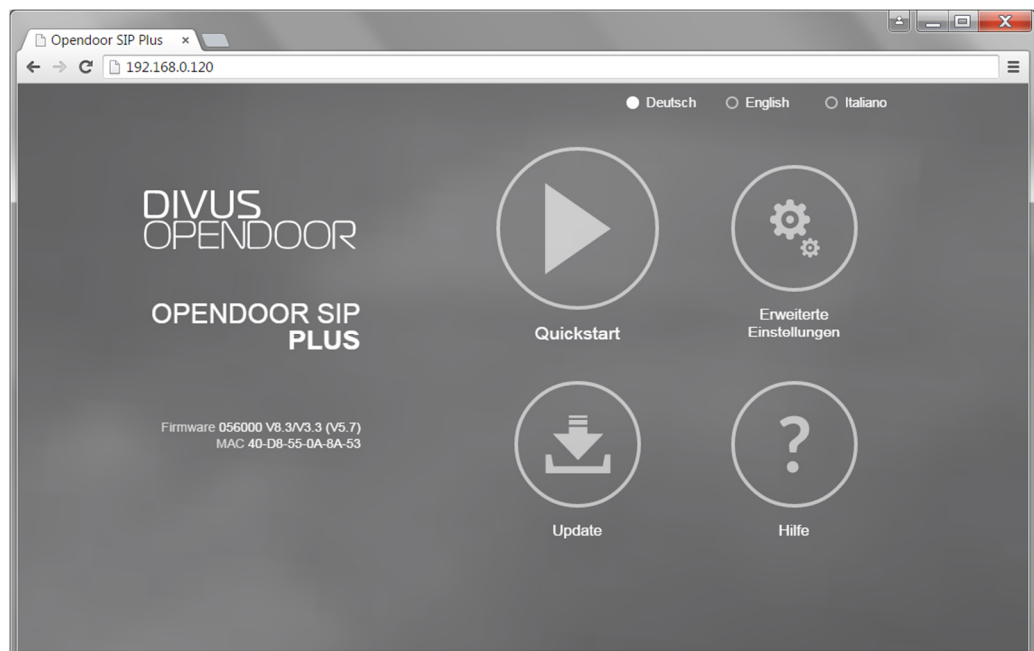 Opendoor SIP Plus
192.168.0.120
Deutsch English Italiano
DIVUS
OPENDOOR
OPENDOOR SIP
PLUS
Firmware 056000 V8.3/V3.3 (V5.7)
MAC 40-D8-55-0A-8A-53
Quickstart
Erweiterte
Einstellungen
Update
Hilfe